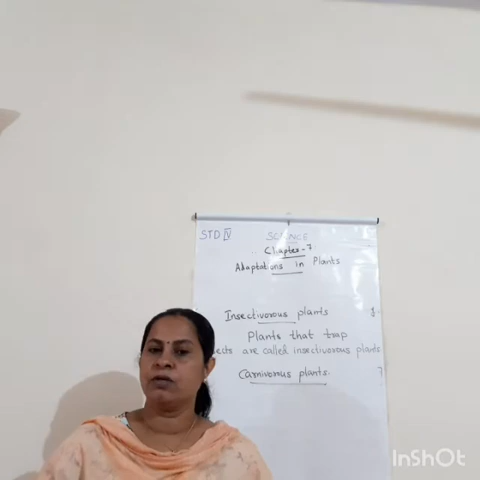 STD IV
SCIENCE
Chapter-7
Adaptations in Plants
Insectivorous plants
Plants that trap
ects are called insectivorous plants
Carnivorous plants.
InShOt